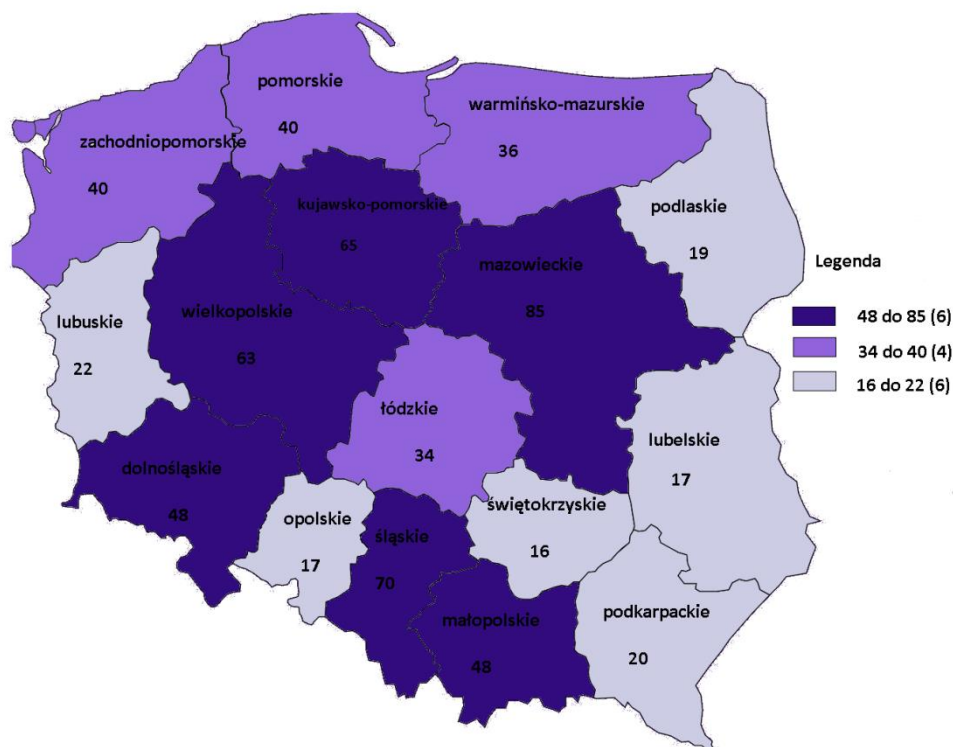 pomorskie
40
warmińsko-mazurskie
36
zachodniopomorskie
40
kujawsko-pomorskie
65
podlaskie
19
mazowieckie
85
Legenda
48 do 85 (6)
34 do 40 (4)
16 do 22 (6)
lubuskie
22
wielkopolskie
63
łódzkie
34
lubelskie
17
dolnośląskie
48
opolskie
17
śląskie
70
świętokrzyskie
16
małopolskie
48
podkarpackie
20